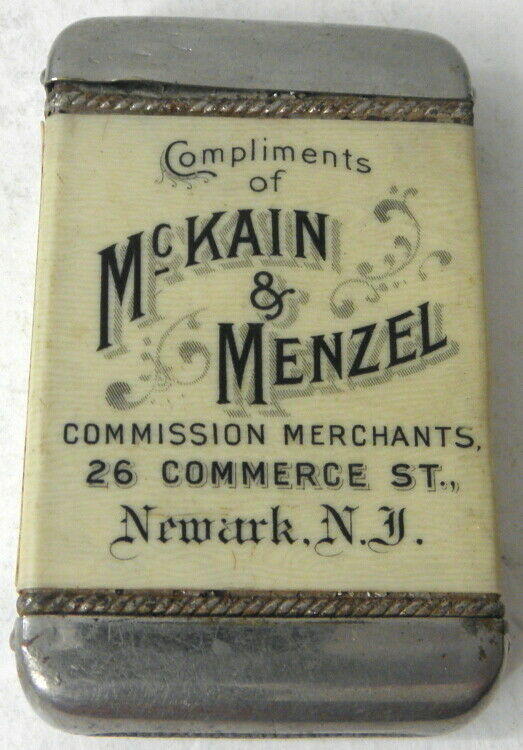 Compliments
of
McKAIN
&
MENZEL
COMMISSION MERCHANTS,
26 COMMERCE ST.,
Newark, N.J.